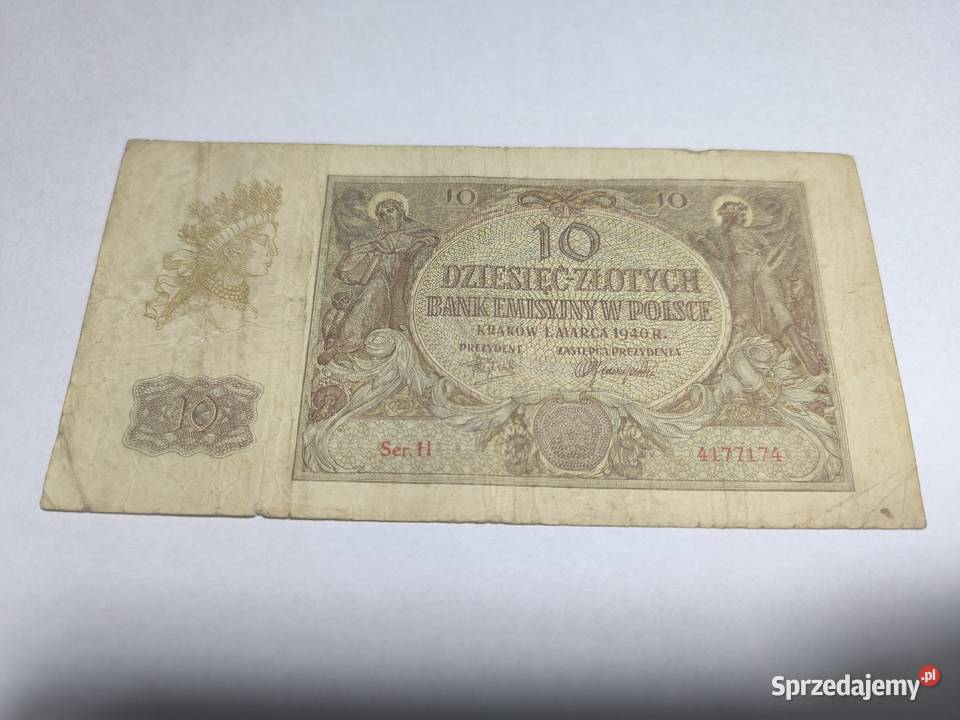 10 10
10
DZIESIĘĆ·ZŁOTYCH
BANK EMISYJNY W POLSCE
KRAKÓW 1. MARCA 1940 R.
PREZYDENT ZASTĘPCA PREZYDENTA
10
Ser. H 4177174
Sprzedajemy.pl